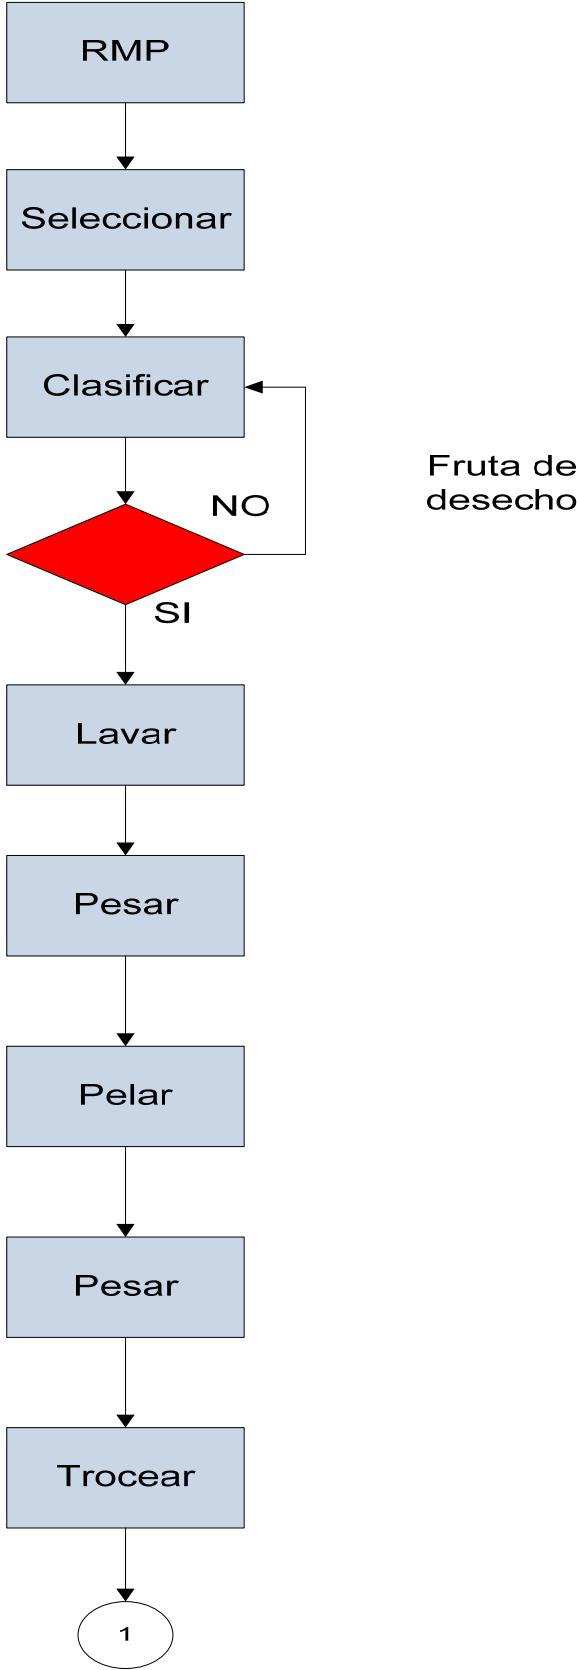 RMP
Seleccionar
Clasificar
Fruta de
desecho
NO
SI
Lavar
Pesar
Pelar
Pesar
Trocear
1